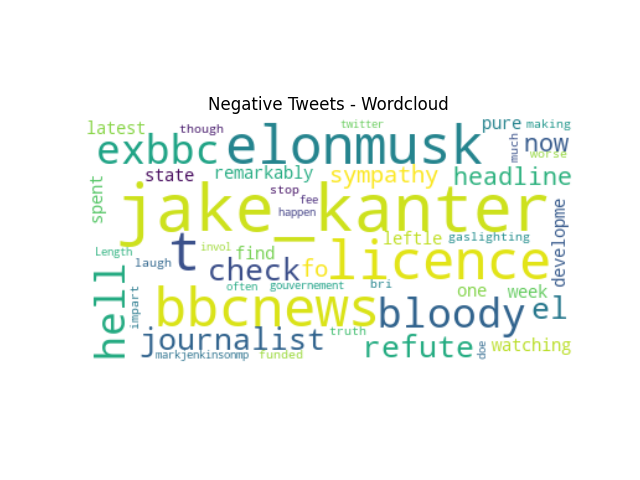 Negative Tweets - Wordcloud
latest though twitter pure making
exbbc elonmusk much now
worse
spent state remarkably sympathy headline
stop
jake_kanter
fee
happen
developme
t leftle gaslighting
Length invol find
laugh check fo licence
hell impart often gouvernement bri one week
bbcnews bloody el
journalist truth refute doe watching
markjenkinsonmp funded